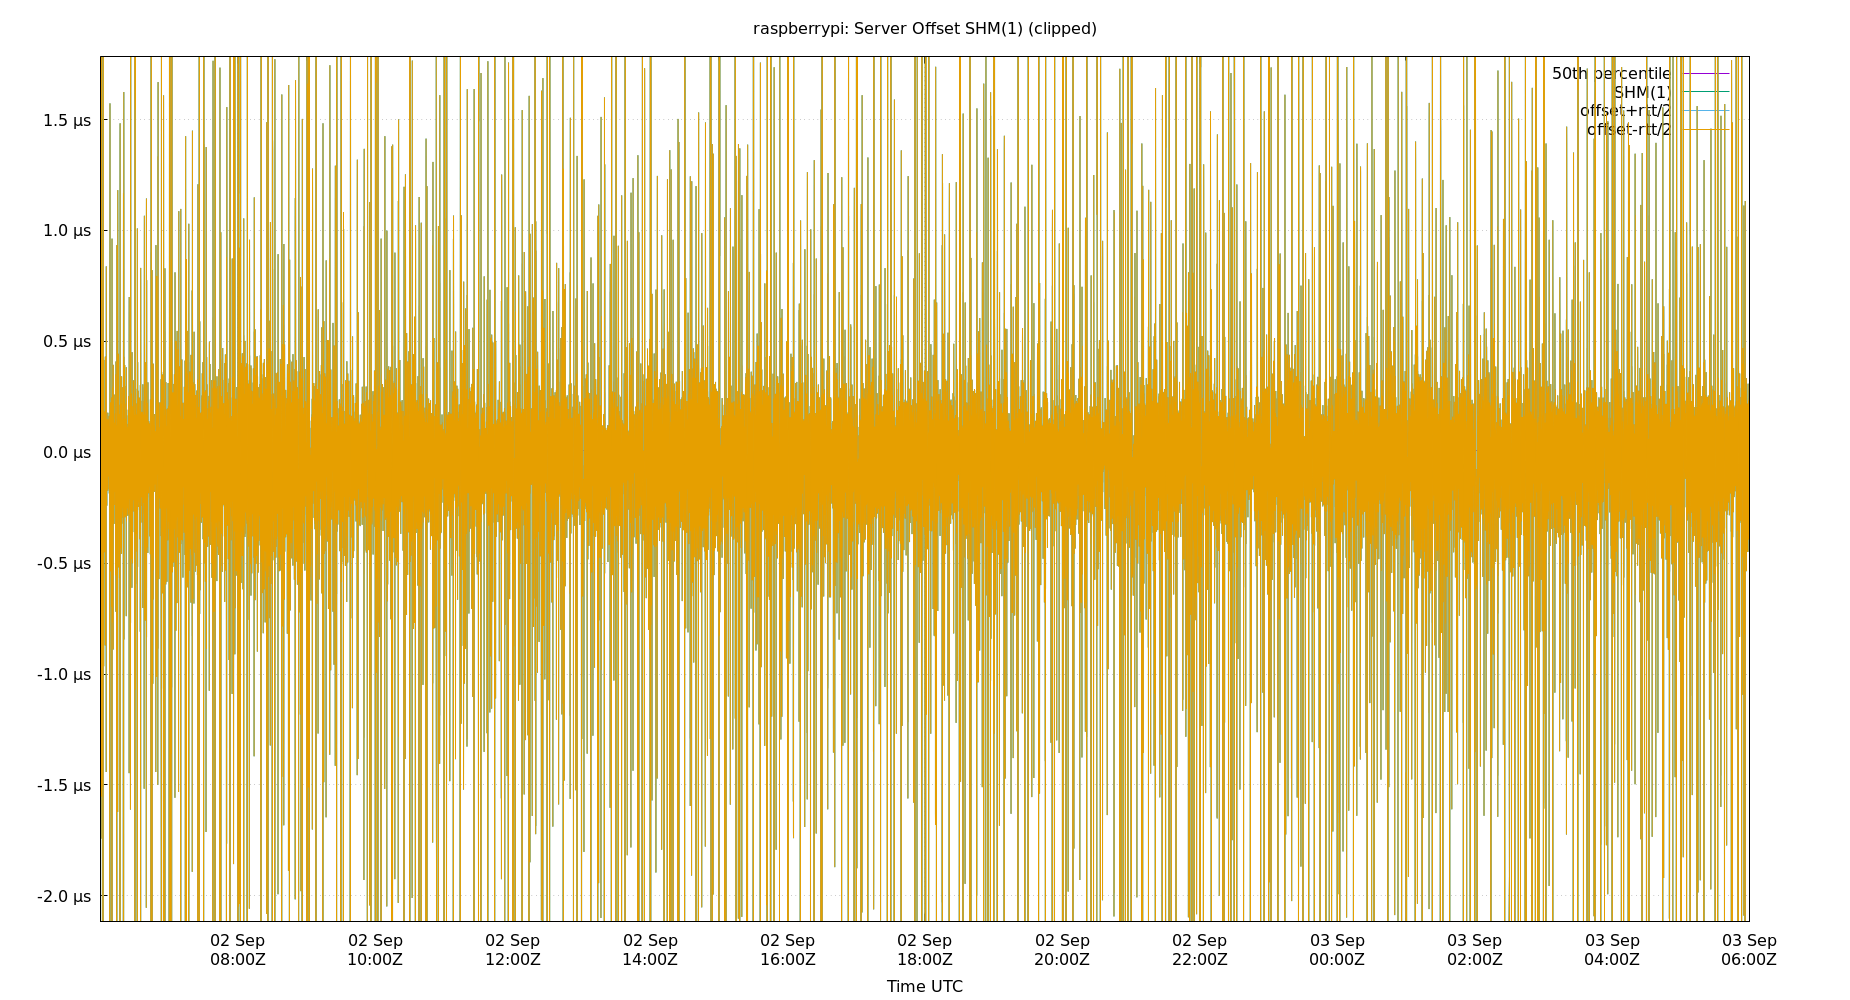 raspberrypi: Server Offset SHM(1) (clipped)
50th percentile
SHM(1)
offset+rtt/2
offset-rtt/2
1.5 µs
1.0 µs
0.5 µs
0.0 µs
-0.5 µs
-1.0 µs
-1.5 µs
-2.0 µs
02 Sep 02 Sep 02 Sep 02 Sep 02 Sep 02 Sep 02 Sep 02 Sep 03 Sep 03 Sep 03 Sep 03 Sep
08:00Z 10:00Z 12:00Z 14:00Z 16:00Z 18:00Z 20:00Z 22:00Z 00:00Z 02:00Z 04:00Z 06:00Z
Time UTC